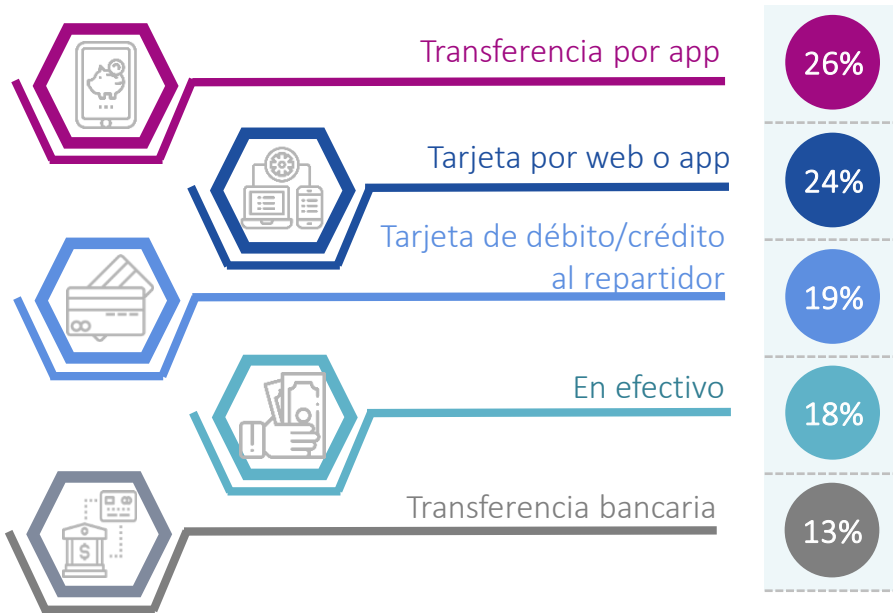 Transferencia por app
26%
Tarjeta por web o app
24%
Tarjeta de débito/crédito
al repartidor
19%
En efectivo
18%
Transferencia bancaria
$
13%